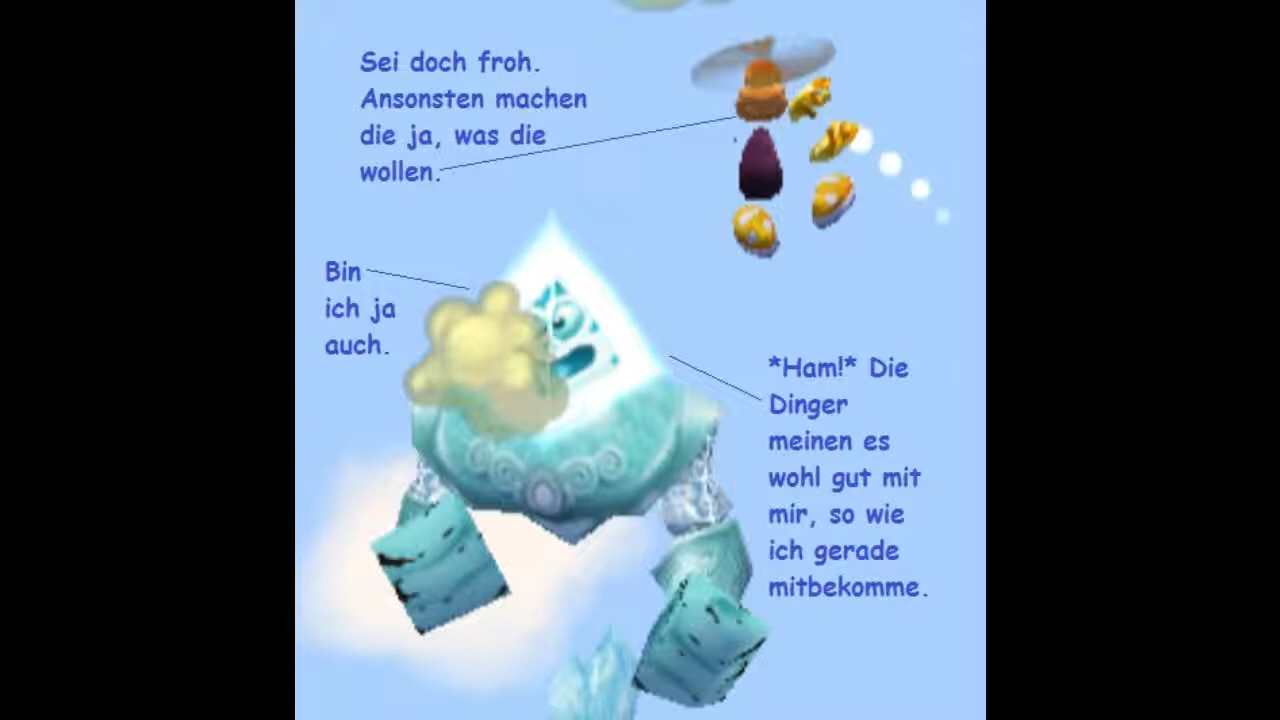 Sei doch froh.
Ansonsten machen
die ja, was die
wollen.
Bin
ich ja
auch.
*Ham!* Die
Dinger
meinen es
wohl gut mit
mir, so wie
ich gerade
mitbekomme.